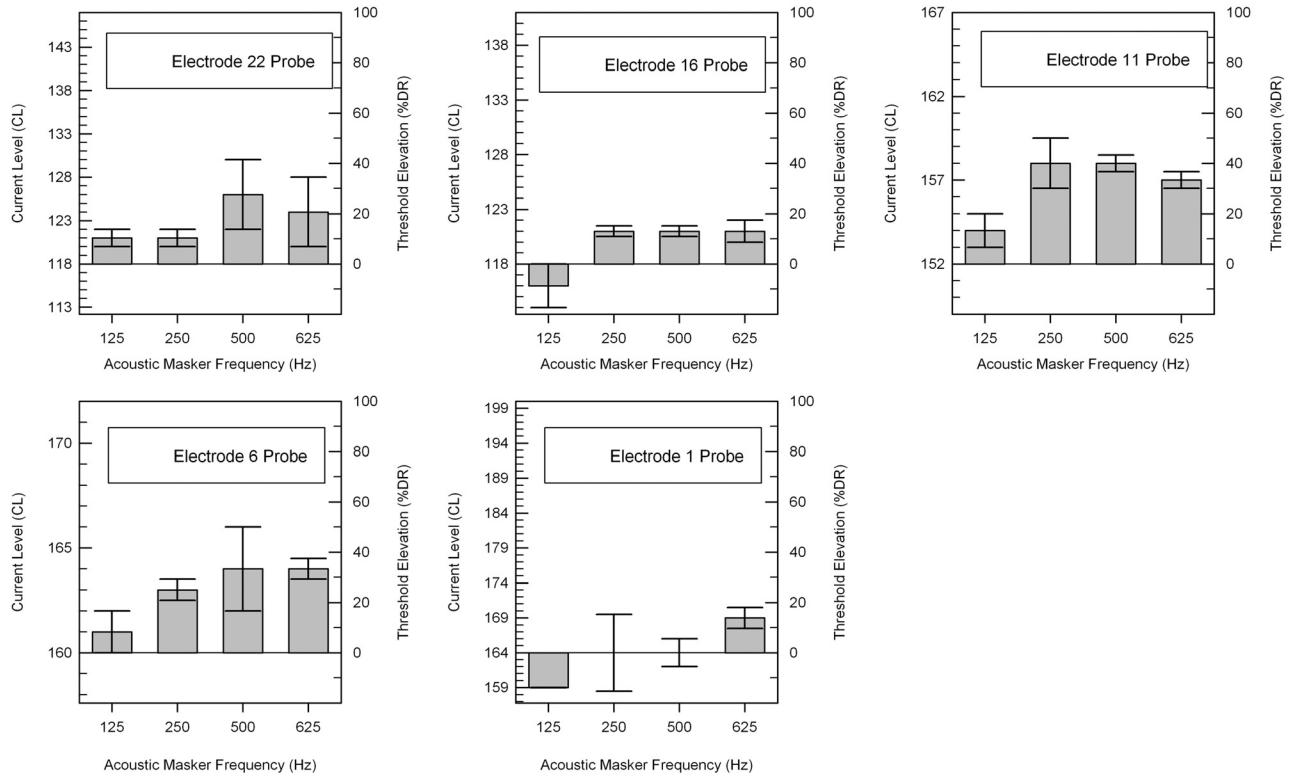 Electrode 22 Probe
Current Level (CL)
143
138
133
128
123
118
113
100
80
60
40
20
0
Threshold Elevation (%DR)
125 250 500 625
Acoustic Masker Frequency (Hz)
Electrode 16 Probe
Current Level (CL)
138
133
128
123
118
100
80
60
40
20
0
Threshold Elevation (%DR)
125 250 500 625
Acoustic Masker Frequency (Hz)
Electrode 11 Probe
Current Level (CL)
167
162
157
152
100
80
60
40
20
0
Threshold Elevation (%DR)
125 250 500 625
Acoustic Masker Frequency (Hz)
Electrode 6 Probe
Current Level (CL)
170
165
160
100
80
60
40
20
0
Threshold Elevation (%DR)
125 250 500 625
Acoustic Masker Frequency (Hz)
Electrode 1 Probe
Current Level (CL)
199
194
189
184
179
174
169
164
159
100
80
60
40
20
0
Threshold Elevation (%DR)
125 250 500 625
Acoustic Masker Frequency (Hz)